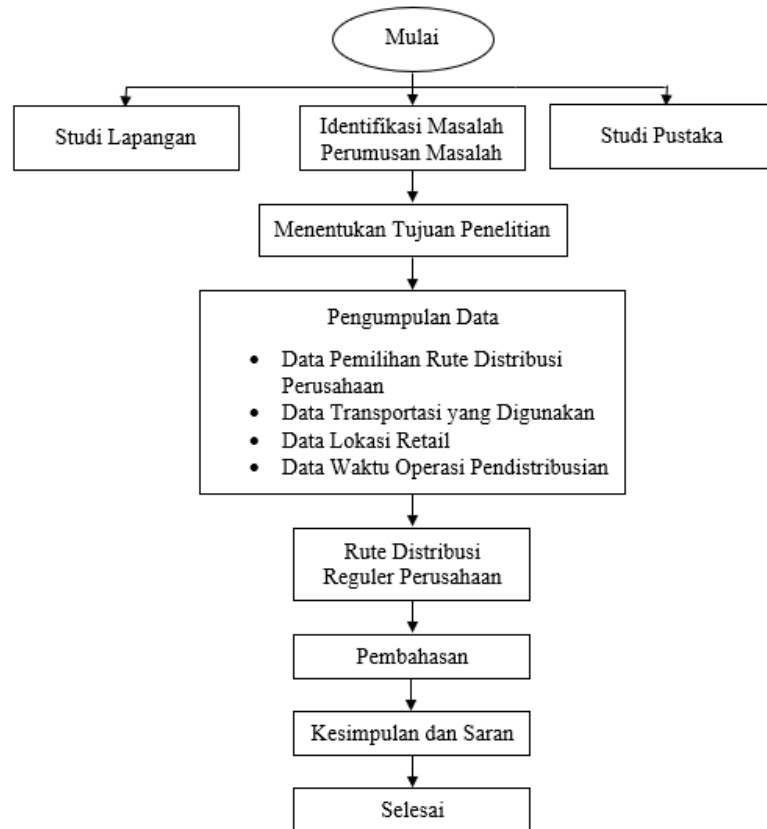 Mulai
Studi Lapangan
Identifikasi Masalah
Perumusan Masalah
Studi Pustaka
Menentukan Tujuan Penelitian
Pengumpulan Data
• Data Pemilihan Rute Distribusi
Perusahaan
• Data Transportasi yang Digunakan
• Data Lokasi Retail
• Data Waktu Operasi Pendistribusian
Rute Distribusi
Reguler Perusahaan
Pembahasan
Kesimpulan dan Saran
Selesai